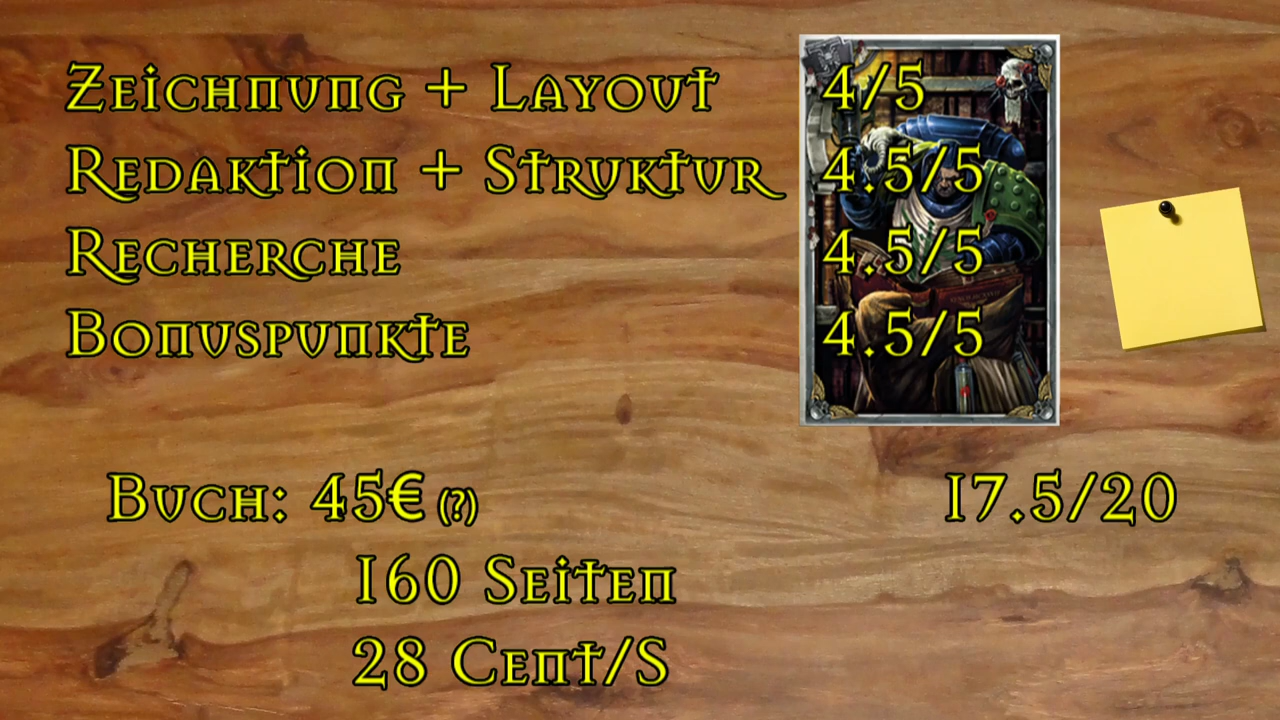 Zeichnung + Layout 4/5
Redaktion + Struktur 4.5/5
Recherche 4.5/5
Bonuspunkte 4.5/5
Buch: 45€ (?) 17.5/20
160 Seiten
28 Cent/S